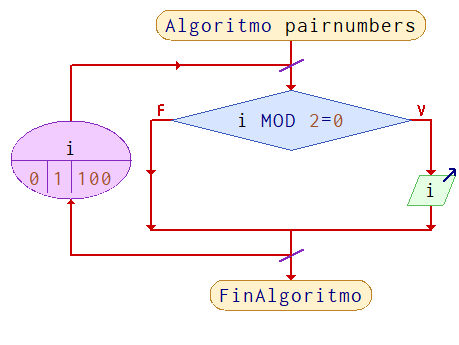 Algoritmo pairnumbers
F
V
i MOD 2=0
i
0 1 100
i
FinAlgoritmo